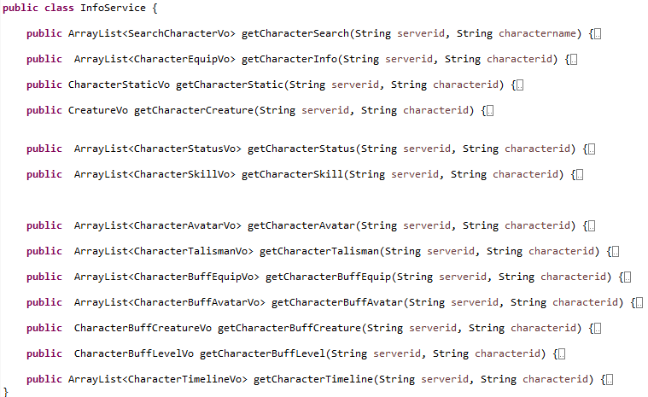 public class InfoService {
public ArrayList<SearchCharacterVo> getCharacterSearch(String serverid, String charactername) {
public  ArrayList<CharacterEquipVo> getCharacterInfo(String serverid, String characterid) {
public CharacterStaticVo getCharacterStatic(String serverid, String characterid) {
public CreatureVo getCharacterCreature(String serverid, String characterid) {
public  ArrayList<CharacterStatusVo> getCharacterStatus(String serverid, String characterid) {
public  ArrayList<CharacterSkillVo> getCharacterSkill(String serverid, String characterid) {
public  ArrayList<CharacterAvatarVo> getCharacterAvatar(String serverid, String characterid) {
public  ArrayList<CharacterTalismanVo> getCharacterTalisman(String serverid, String characterid) {
public  ArrayList<CharacterBuffEquipVo> getCharacterBuffEquip(String serverid, String characterid) {
public  ArrayList<CharacterBuffAvatarVo> getCharacterBuffAvatar(String serverid, String characterid) {
public  CharacterBuffCreatureVo getCharacterBuffCreature(String serverid, String characterid) {
public  CharacterBuffLevelVo getCharacterBuffLevel(String serverid, String characterid) {
public ArrayList<CharacterTimelineVo> getCharacterTimeline(String serverid, String characterid) {
}